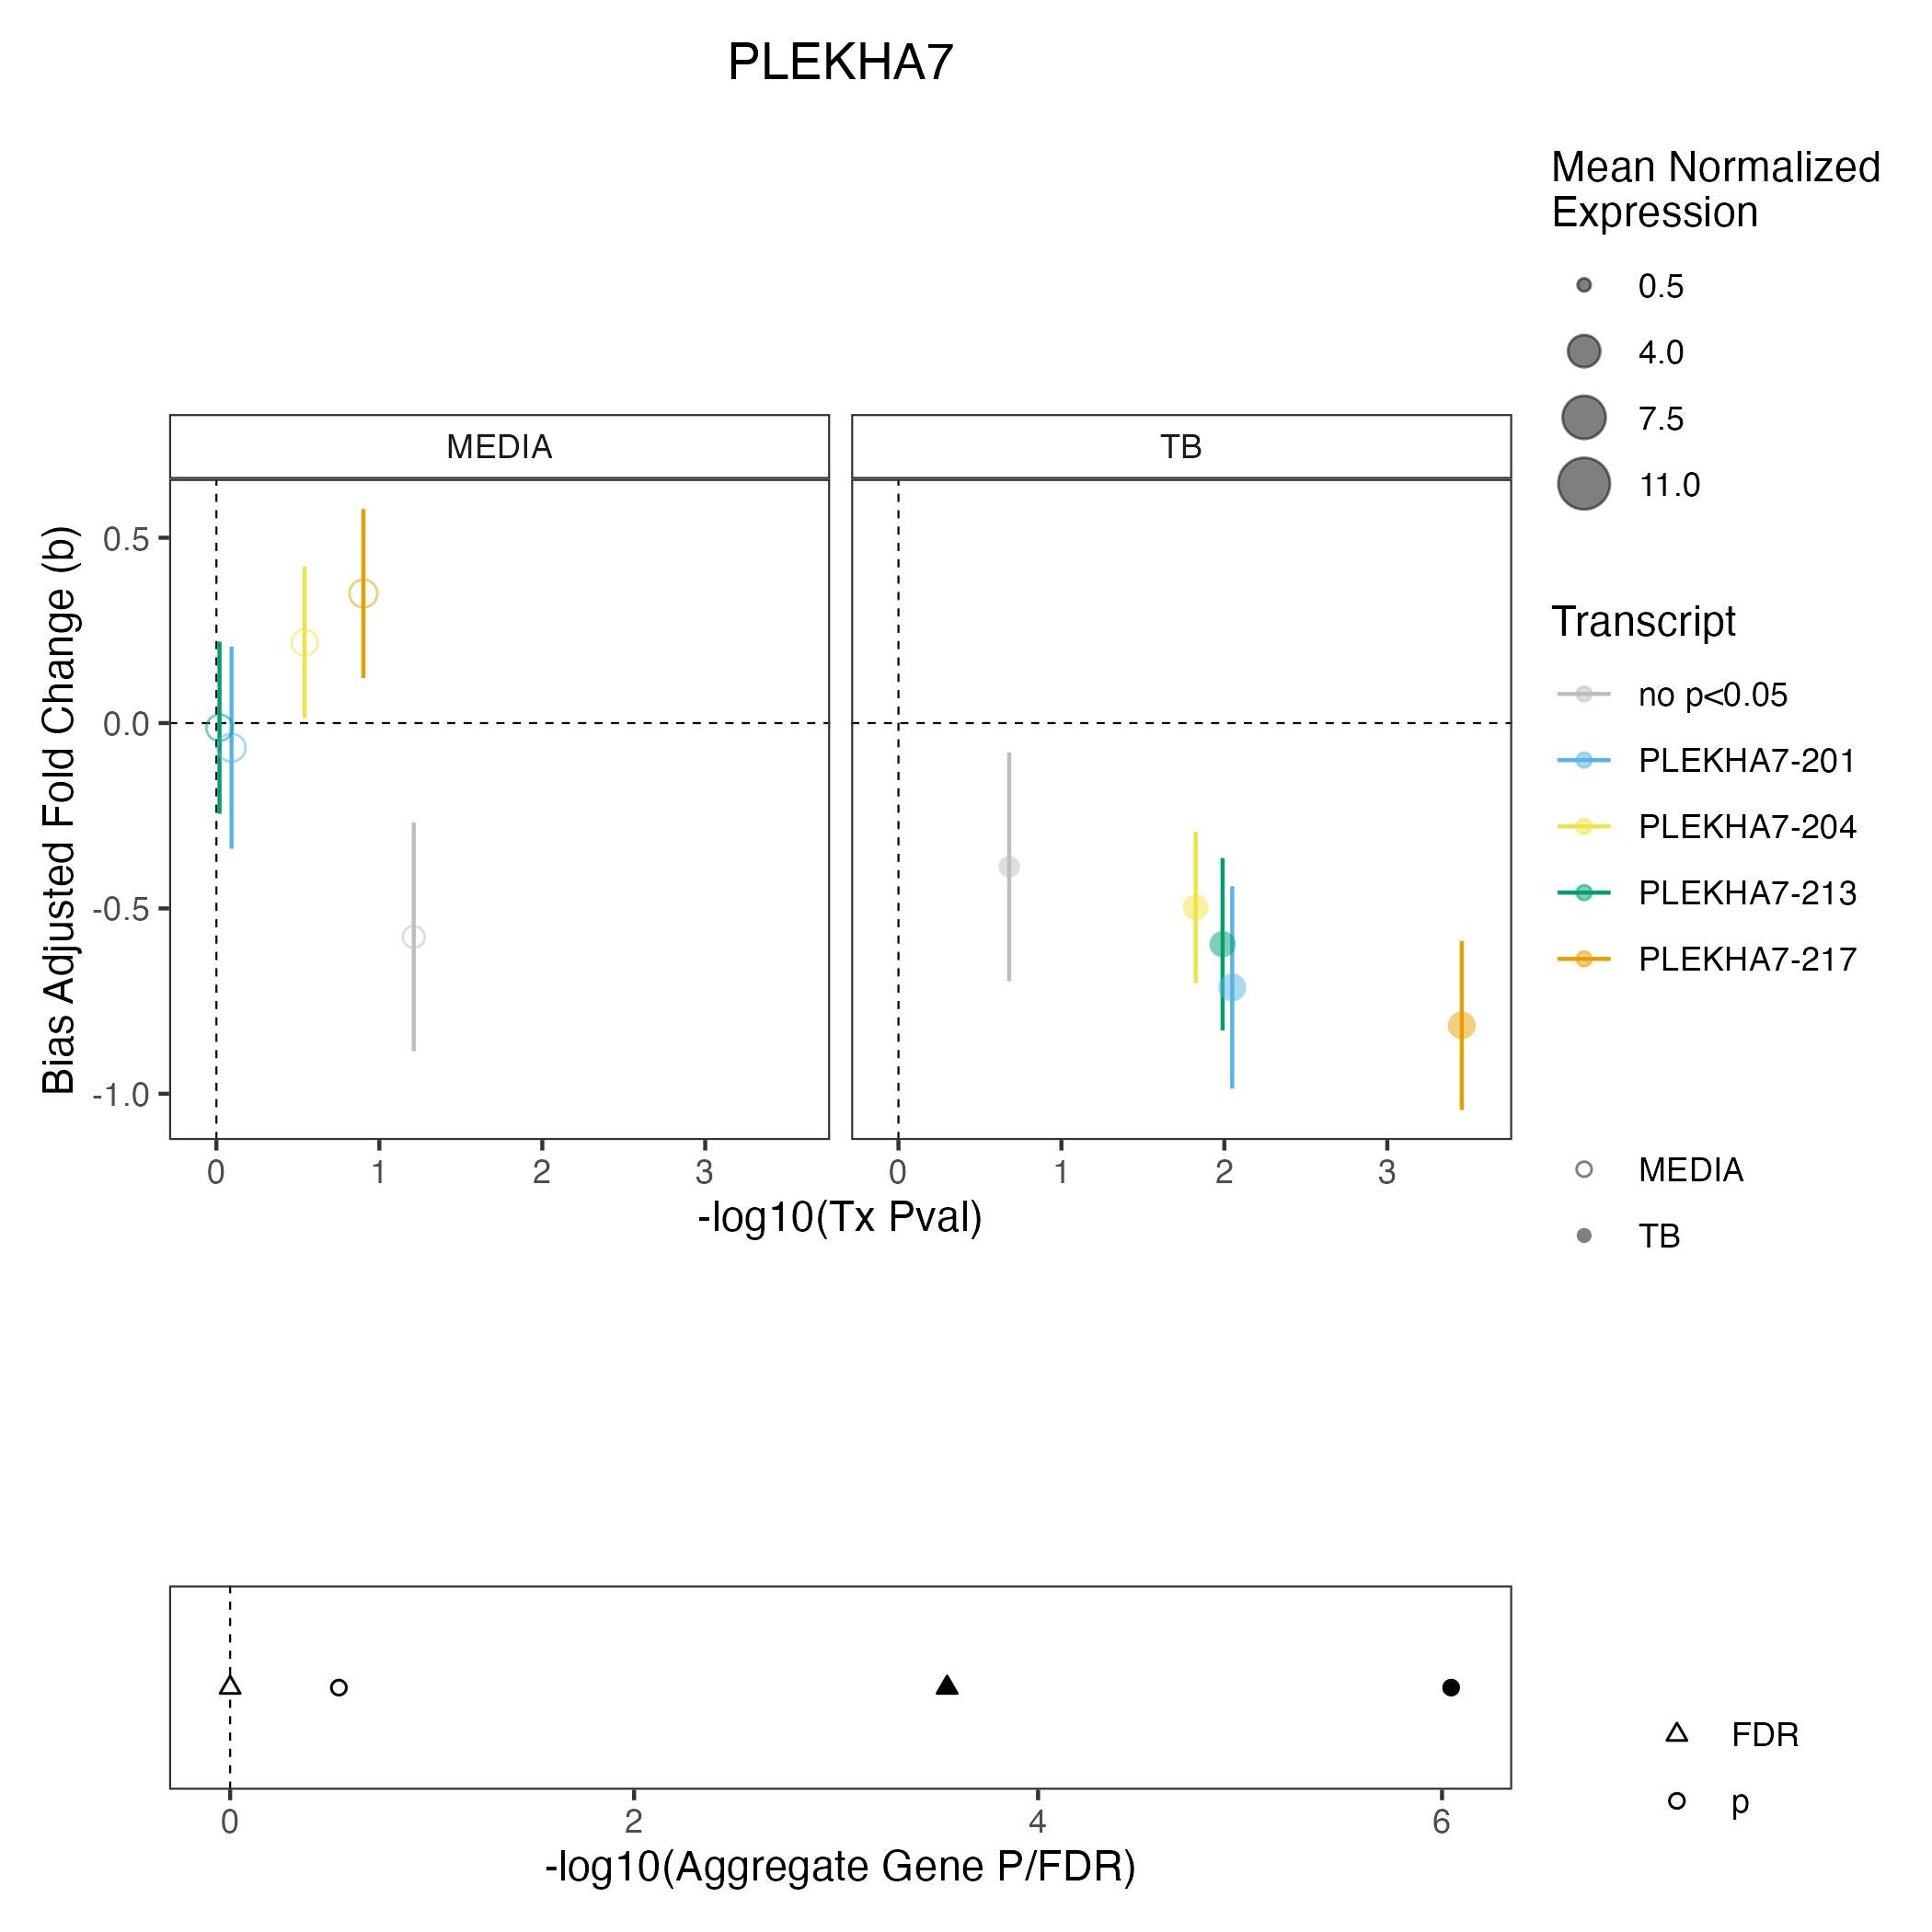 PLEKHA7
MEDIA
TB
Bias Adjusted Fold Change (b)
0.5
0.0
-0.5
-1.0
0
1
2
3
0
1
2
3
-log10(Tx Pval)
Mean Normalized
Expression
0.5
4.0
7.5
11.0
Transcript
no p<0.05
PLEKHA7-201
PLEKHA7-204
PLEKHA7-213
PLEKHA7-217
MEDIA
TB
0
2
4
6
-log10(Aggregate Gene P/FDR)
FDR
p